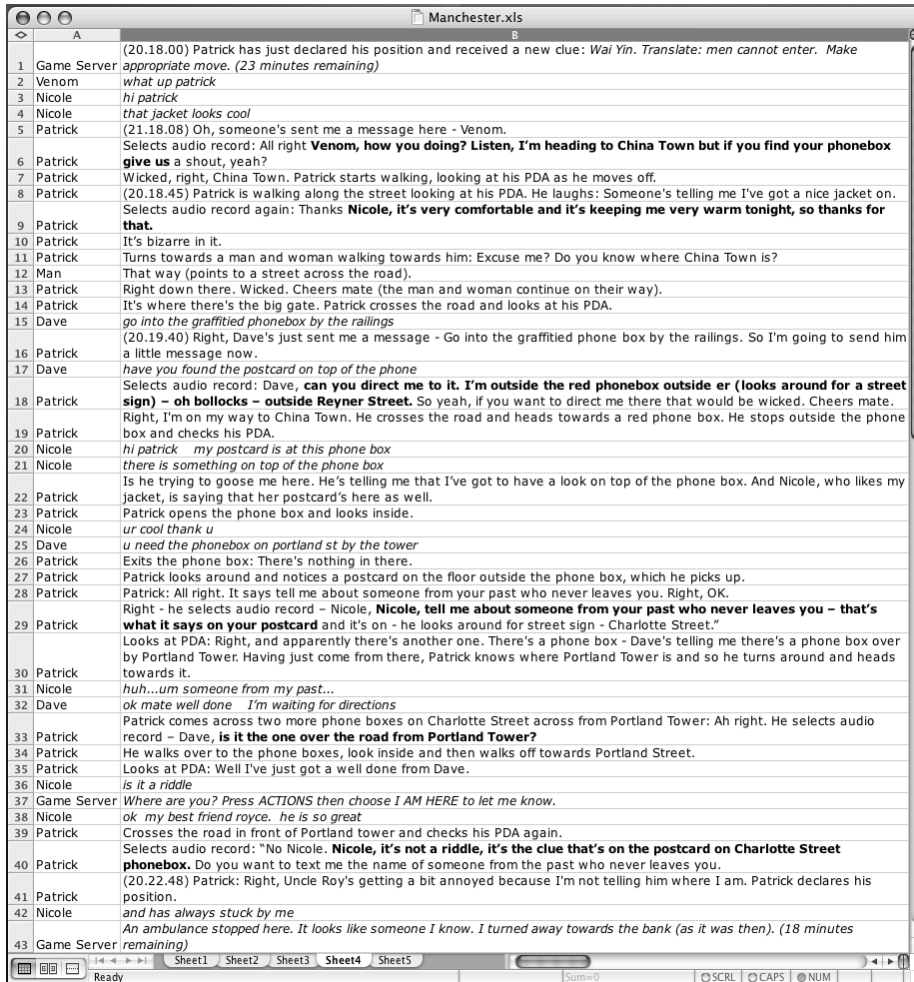 Manchester.xls
A B
(20.18.00) Patrick has just declared his position and received a new clue: Wai Yin. Translate: men cannot enter. Make
1 Game Server appropriate move. (23 minutes remaining)
2 Venom what up patrick
3 Nicole hi patrick
4 Nicole that jacket looks cool
5 Patrick (21.18.08) Oh, someone's sent me a message here - Venom.
Selects audio record: All right Venom, how you doing? Listen, I'm heading to China Town but if you find your phonebox
6 Patrick give us a shout, yeah?
7 Patrick Wicked, right, China Town. Patrick starts walking, looking at his PDA as he moves off.
8 Patrick (20.18.45) Patrick is walking along the street looking at his PDA. He laughs: Someone's telling me I've got a nice jacket on.
Selects audio record again: Thanks Nicole, it's very comfortable and it's keeping me very warm tonight, so thanks for
9 Patrick that.
10 Patrick It's bizarre in it.
11 Patrick Turns towards a man and woman walking towards him: Excuse me? Do you know where China Town is?
12 Man That way (points to a street across the road).
13 Patrick Right down there. Wicked. Cheers mate (the man and woman continue on their way).
14 Patrick It's where there's the big gate. Patrick crosses the road and looks at his PDA.
15 Dave go into the graffitied phonebox by the railings
(20.19.40) Right, Dave's just sent me a message - Go into the graffitied phone box by the railings. So I'm going to send him
16 Patrick a little message now.
17 Dave have you found the postcard on top of the phone
Selects audio record: Dave, can you direct me to it. I'm outside the red phonebox outside er (looks around for a street
18 Patrick sign) – oh bollocks – outside Reyner Street. So yeah, if you want to direct me there that would be wicked. Cheers mate.
Right, I'm on my way to China Town. He crosses the road and heads towards a red phone box. He stops outside the phone
19 Patrick box and checks his PDA.
20 Nicole hi patrick my postcard is at this phone box
21 Nicole there is something on top of the phone box
Is he trying to goose me here. He's telling me that I've got to have a look on top of the phone box. And Nicole, who likes my
22 Patrick jacket, is saying that her postcard's here as well.
23 Patrick Patrick opens the phone box and looks inside.
24 Nicole ur cool thank u
25 Dave u need the phonebox on portland st by the tower
26 Patrick Exits the phone box: There's nothing in there.
27 Patrick Patrick looks around and notices a postcard on the floor outside the phone box, which he picks up.
28 Patrick Patrick: All right. It says tell me about someone from your past who never leaves you. Right, OK.
Right - he selects audio record – Nicole, Nicole, tell me about someone from your past who never leaves you – that's
29 Patrick what it says on your postcard and it's on - he looks around for street sign - Charlotte Street.”
Looks at PDA: Right, and apparently there's another one. There's a phone box - Dave's telling me there's a phone box over
by Portland Tower. Having just come from there, Patrick knows where Portland Tower is and so he turns around and heads
30 Patrick towards it.
31 Nicole huh...um someone from my past...
32 Dave ok mate well done I'm waiting for directions
Patrick comes across two more phone boxes on Charlotte Street across from Portland Tower: Ah right. He selects audio
33 Patrick record – Dave, is it the one over the road from Portland Tower?
34 Patrick He walks over to the phone boxes, look inside and then walks off towards Portland Street.
35 Patrick Looks at PDA: Well I've just got a well done from Dave.
36 Nicole is it a riddle
37 Game Server Where are you? Press ACTIONS then choose I AM HERE to let me know.
38 Nicole ok my best friend royce. he is so great
39 Patrick Crosses the road in front of Portland tower and checks his PDA again.
Selects audio record: “No Nicole. Nicole, it's not a riddle, it's the clue that's on the postcard on Charlotte Street
40 Patrick phonebox. Do you want to text me the name of someone from the past who never leaves you.
(20.22.48) Patrick: Right, Uncle Roy's getting a bit annoyed because I'm not telling him where I am. Patrick declares his
41 Patrick position.
42 Nicole and has always stuck by me
An ambulance stopped here. It looks like someone I know. I turned away towards the bank (as it was then). (18 minutes
43 Game Server remaining)
Sheet1 Sheet2 Sheet3 Sheet4 Sheet5
Ready Sum=0 SCRL CAPS NUM